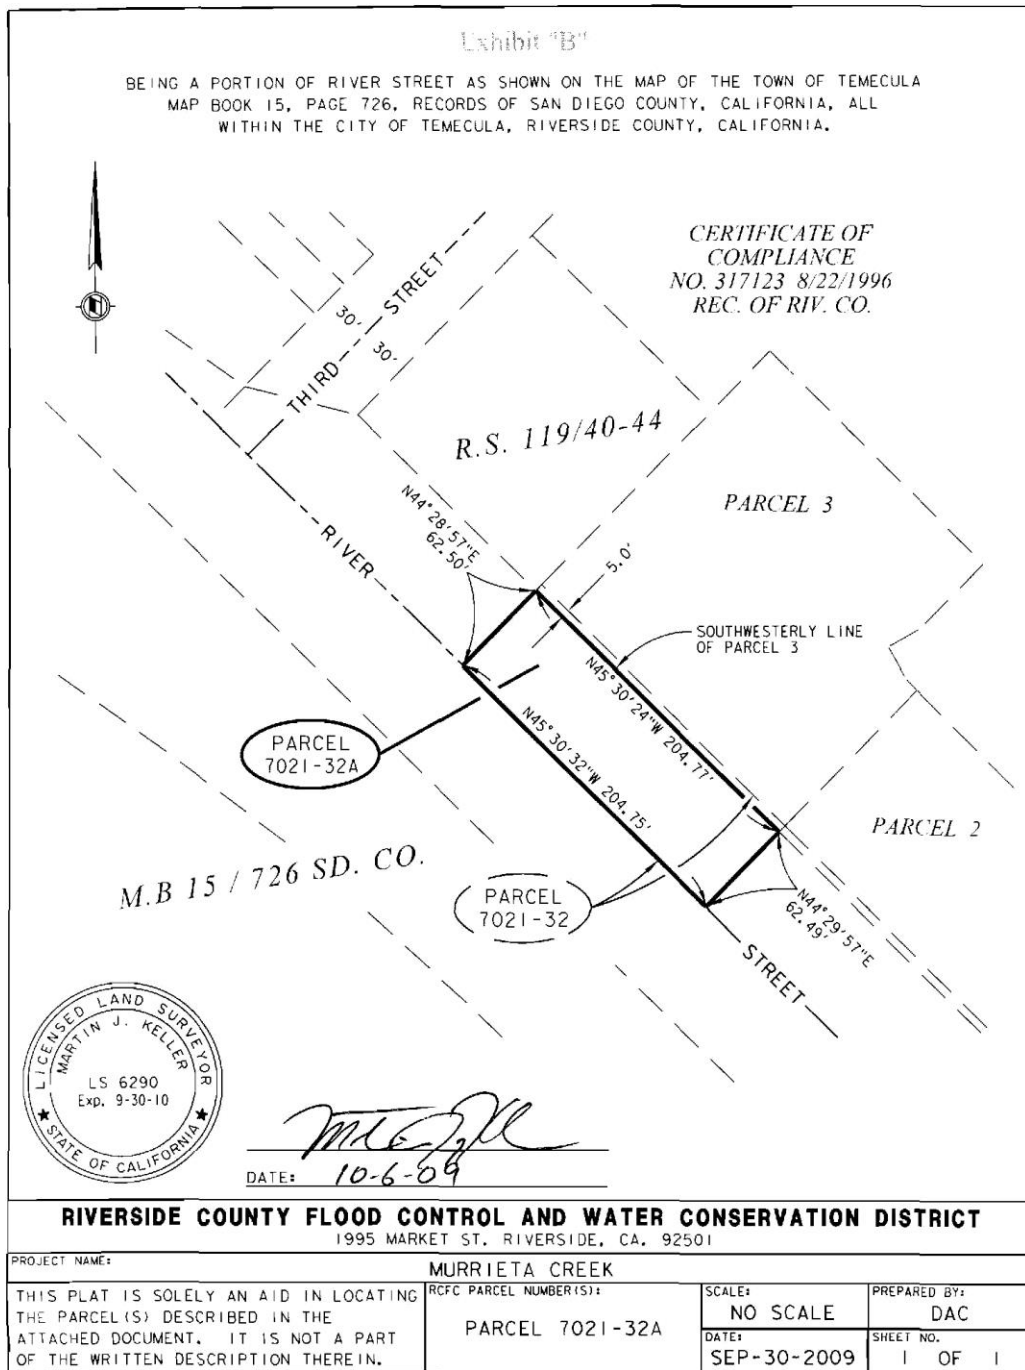 Exhibit "B"
BEING A PORTION OF RIVER STREET AS SHOWN ON THE MAP OF THE TOWN OF TEMECULA
MAP BOOK 15, PAGE 726, RECORDS OF SAN DIEGO COUNTY, CALIFORNIA, ALL
WITHIN THE CITY OF TEMECULA, RIVERSIDE COUNTY, CALIFORNIA.
CERTIFICATE OF
COMPLIANCE
NO. 317123 8/22/1996
REC. OF RIV. CO.
30'
30'
THIRD STREET
R.S. 119/40-44
PARCEL 3
N44°28'57"E
62.50'
RIVER
5.0'
SOUTHWESTERLY LINE
OF PARCEL 3
N45°30'24"W 204.77'
N45°30'32"W 204.75'
PARCEL
7021-32A
PARCEL 2
M.B 15 / 726 SD. CO.
PARCEL
7021-32
N44°29'57"E
62.49'
STREET
LICENSED LAND SURVEYOR
MARTIN J. KELLER
LS 6290
Exp. 9-30-10
STATE OF CALIFORNIA
DATE: 10-6-09
RIVERSIDE COUNTY FLOOD CONTROL AND WATER CONSERVATION DISTRICT
1995 MARKET ST. RIVERSIDE, CA. 92501
PROJECT NAME:
MURRIETA CREEK
THIS PLAT IS SOLELY AN AID IN LOCATING
THE PARCEL(S) DESCRIBED IN THE
ATTACHED DOCUMENT. IT IS NOT A PART
OF THE WRITTEN DESCRIPTION THEREIN.
RCFC PARCEL NUMBER(S):
PARCEL 7021-32A
SCALE:
NO SCALE
PREPARED BY:
DAC
DATE:
SEP-30-2009
SHEET NO.
1 OF 1